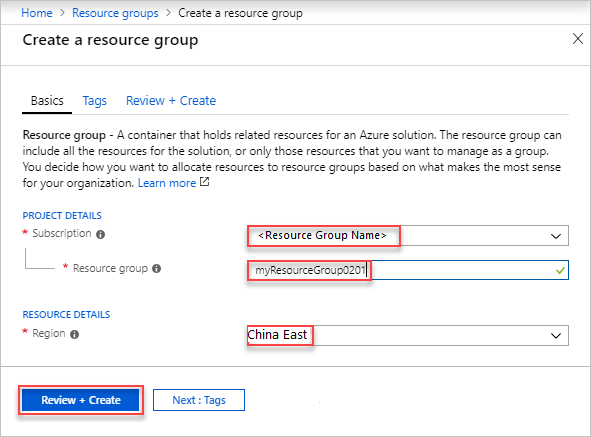 Home > Resource groups > Create a resource group
Create a resource group
Basics Tags Review + Create
Resource group - A container that holds related resources for an Azure solution. The resource group can
include all the resources for the solution, or only those resources that you want to manage as a group.
You decide how you want to allocate resources to resource groups based on what makes the most sense
for your organization. Learn more
PROJECT DETAILS
* Subscription <Resource Group Name>
* Resource group myResourceGroup0201
RESOURCE DETAILS
* Region China East
Review + Create Next : Tags